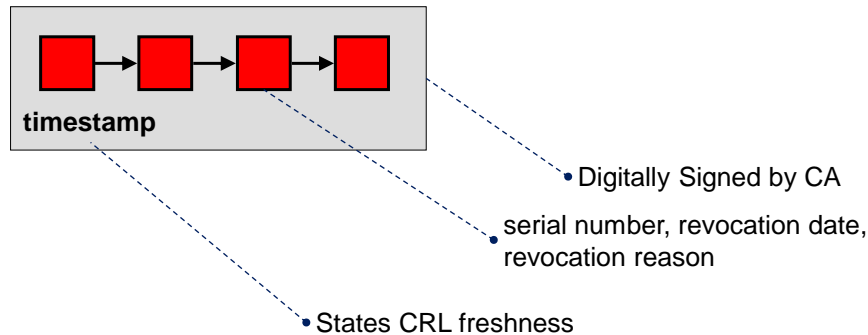 timestamp
Digitally Signed by CA
serial number, revocation date,
revocation reason
States CRL freshness